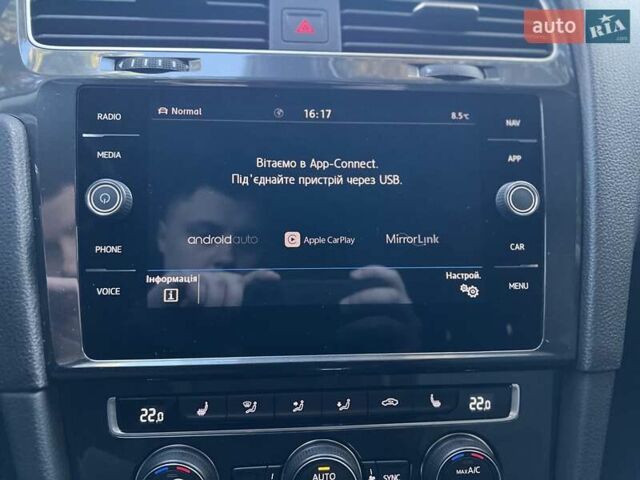 auto RIA .com
RADIO
MEDIA
PHONE
VOICE
Normal
16:17
8.5℃
Вітаємо в App-Connect.
Під'єднайте пристрій через USB.
androidauto
Apple CarPlay
MirrorLink
Інформація
Настрой.
NAV
APP
CAR
MENU
22.0
22.0
AUTO
SYNC
MAX A/C